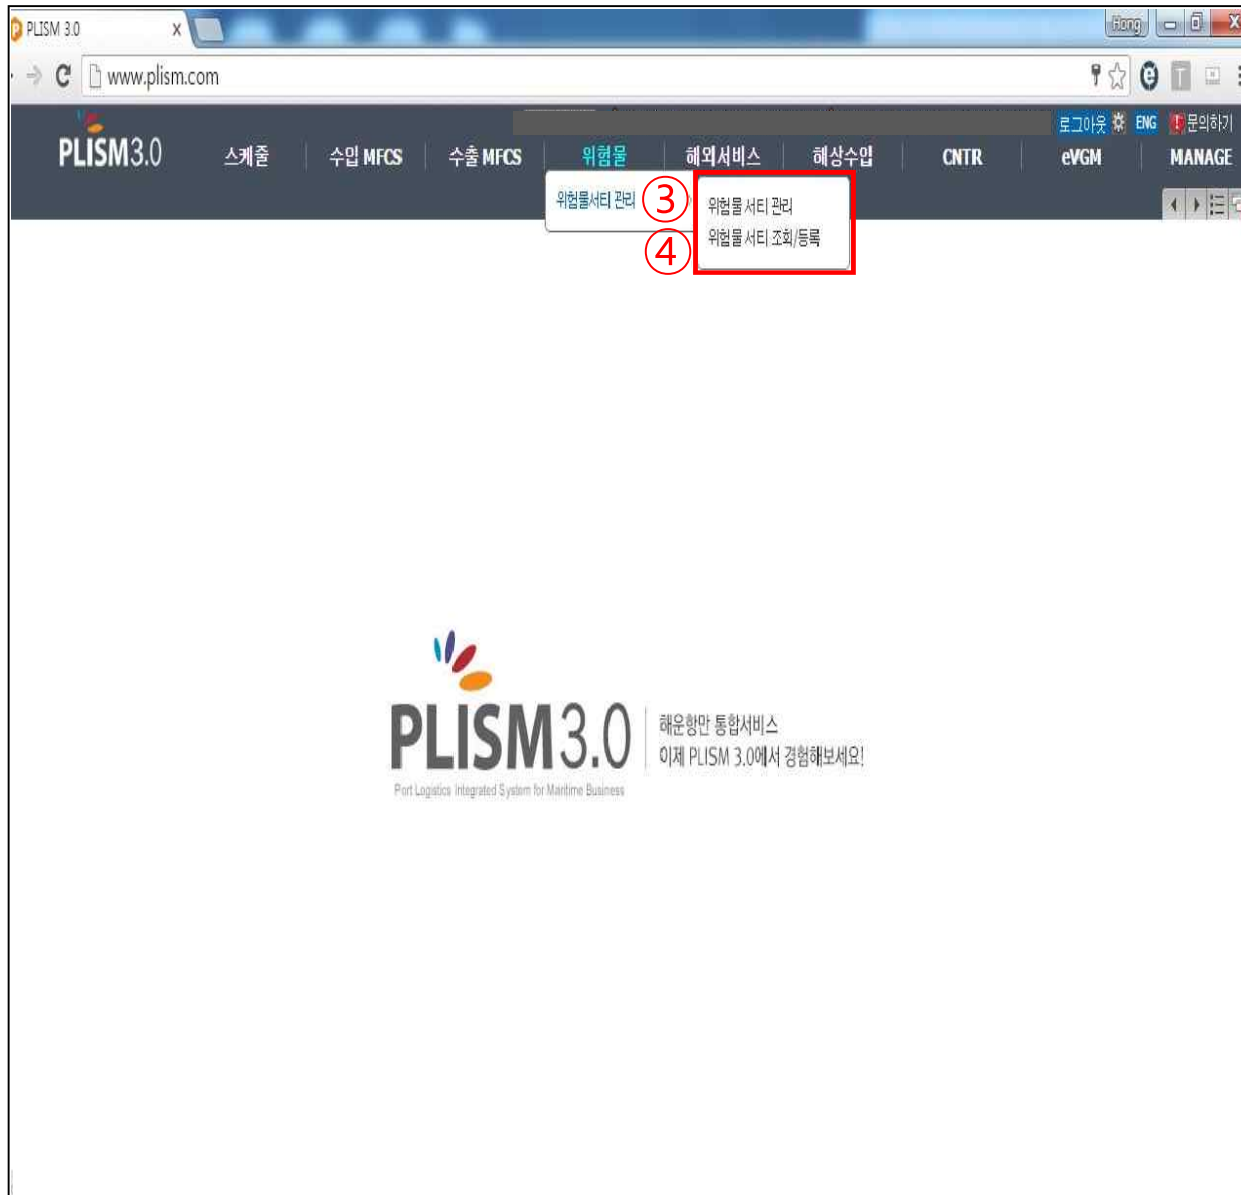 PLISM 3.0
Hong
www.plism.com
로그아웃 ENG 문의하기
PLISM3.0 스케줄 수입 MFCS 수출 MFCS 위험물 해외서비스 해상수입 CNTR eVGM MANAGE
위험물서티 관리 ③ 위험물 서티 관리
④ 위험물 서티 조회/등록
PLISM 3.0
해운항만 통합서비스
이제 PLISM 3.0에서 경험해보세요!
Port Logistics Integrated System for Maritime Business